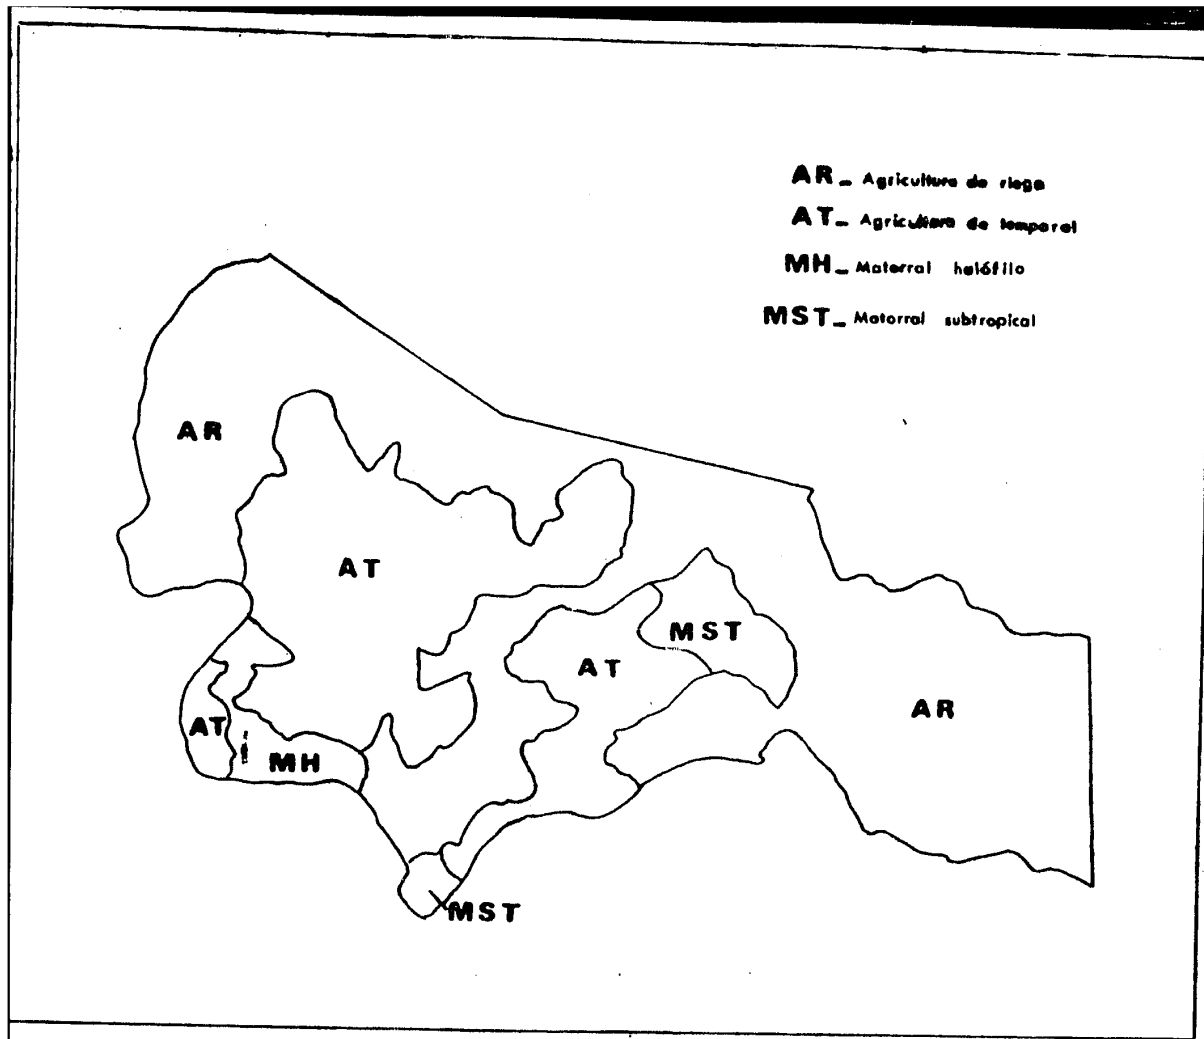 AR_ Agricultura de riego
AT_ Agricultura de temporal
MH_ Matorral halófilo
MST_ Matorral subtropical
AR
AT
MST
AT
AR
AT
MH
MST